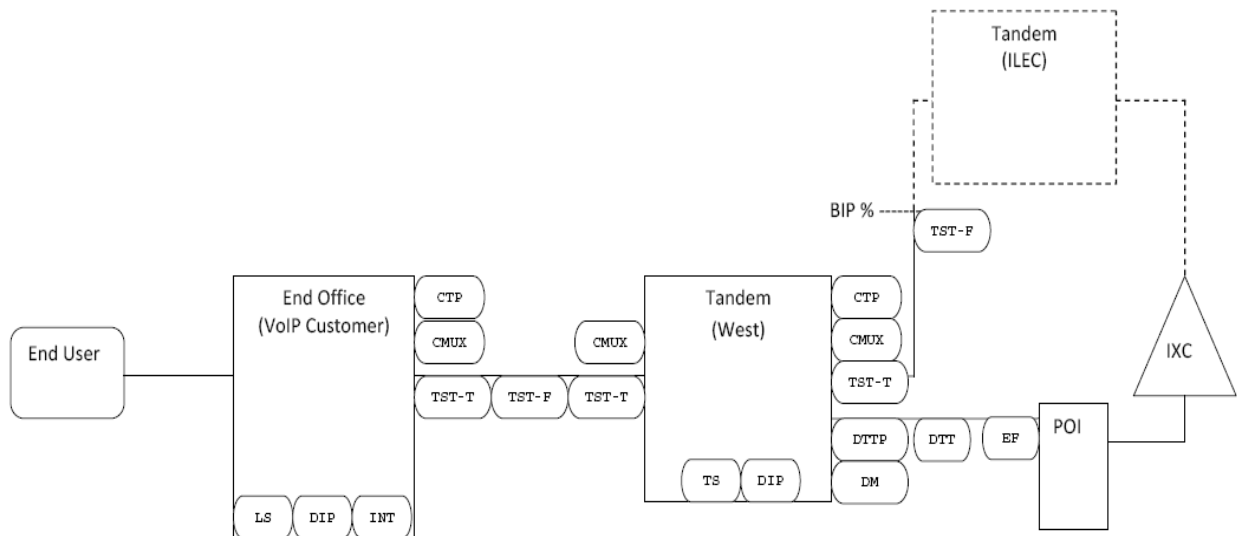 Tandem
(ILEC)
BIP %
TST-F
End Office
(VoIP Customer)
CTP
CMUX
CMUX
Tandem
(West)
CTP
CMUX
TST-T
End User
IXC
TST-T
TST-F
TST-T
DTTP
DTT
EF
POI
DM
TS
DIP
LS
DIP
INT